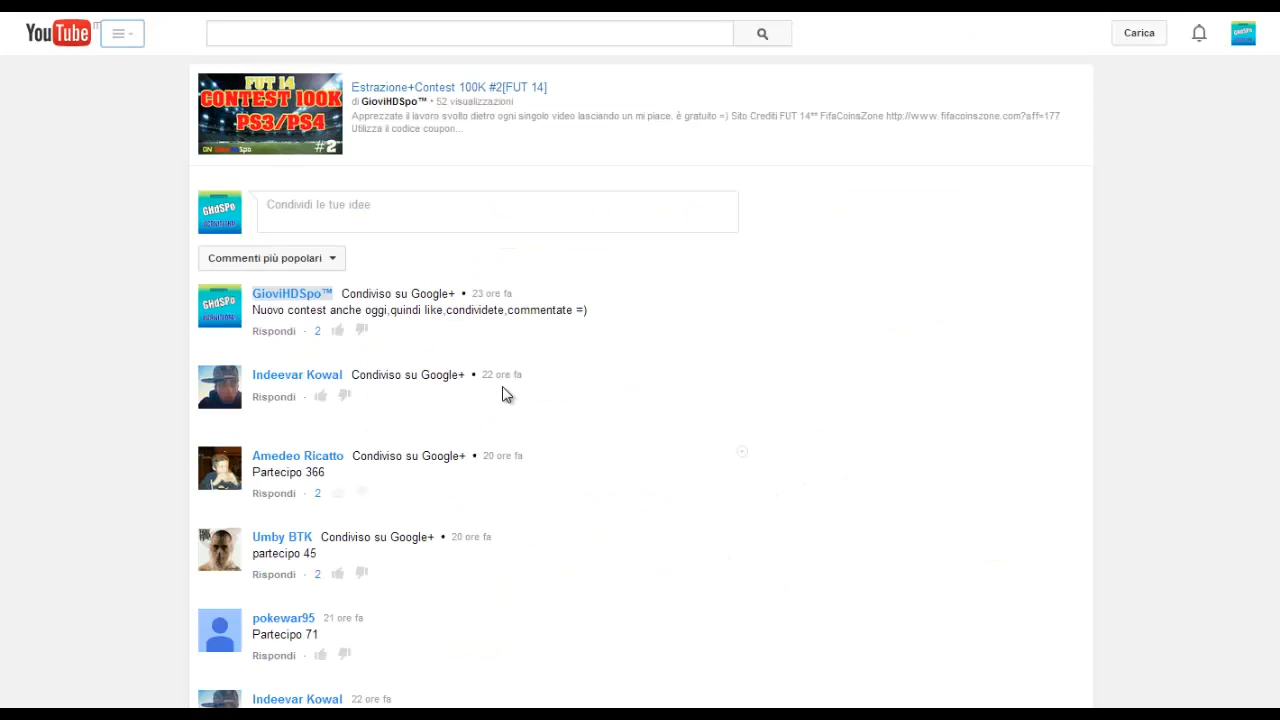 YouTube IT
Carica
FUT 14
CONTEST 100K
PS3/PS4
#2
Estrazione+Contest 100K #2[FUT 14]
di GioviHDSpo™ • 52 visualizzazioni
Apprezzate il lavoro svolto dietro ogni singolo video lasciando un mi piace. è gratuito =) Sito Crediti FUT 14** FifaCoinsZone http://www. fifacoinszone.com?aff=177
Utilizza il codice coupon...
GHdSPo
Condividi le tue idee
Commenti più popolari
GHdSPo
GioviHDSpo™ Condiviso su Google+ • 23 ore fa
Nuovo contest anche oggi,quindi like,condividete,commentate =)
Rispondi · 2
Indeevar Kowal Condiviso su Google+ • 22 ore fa
Rispondi ·
Amedeo Ricatto Condiviso su Google+ • 20 ore fa
Partecipo 366
Rispondi · 2
Umby BTK Condiviso su Google+ • 20 ore fa
partecipo 45
Rispondi · 2
pokewar95 21 ore fa
Partecipo 71
Rispondi ·
Indeevar Kowal 22 ore fa